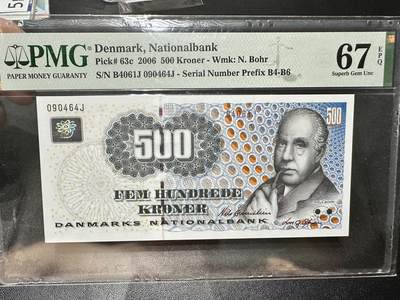 PMG
PAPER MONEY GUARANTY
Denmark, Nationalbank
Pick# 63c 2006 500 Kroner - Wmk: N. Bohr
S/N B4061J 090464J - Serial Number Prefix B4-B6
67
EPQ
Superb Gem Unc
090464J
500
500
FEM HUNDREDE
KRONER
DANMARKS NATIONALBANK